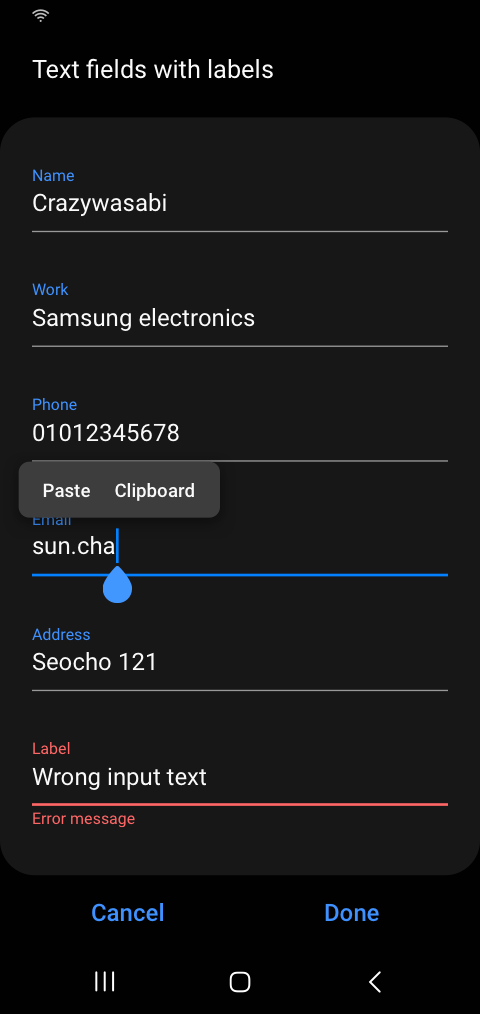 Text fields with labels
Name
Crazywasabi
Work
Samsung electronics
Phone
01012345678
Paste Clipboard
Email
sun.cha
Address
Seocho 121
Label
Wrong input text
Error message
Cancel Done